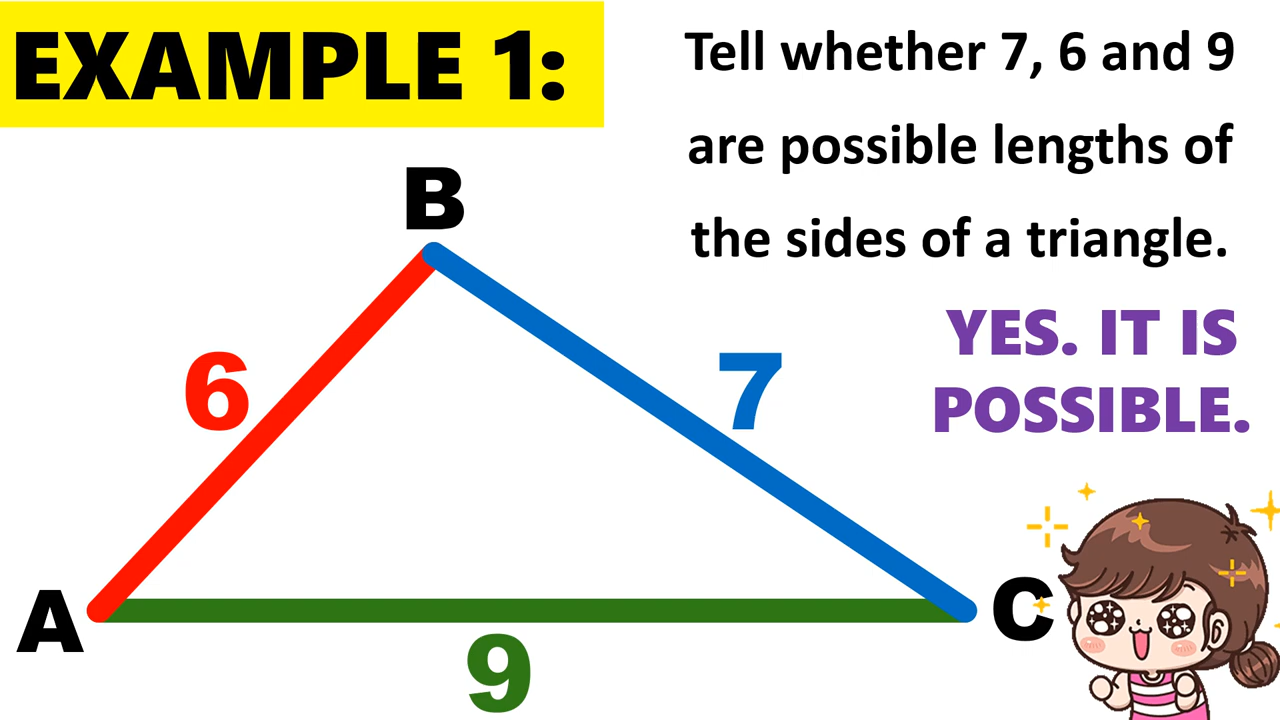 EXAMPLE 1:
Tell whether 7, 6 and 9
are possible lengths of
the sides of a triangle.
YES. IT IS
POSSIBLE.
B
6
7
A
C
9